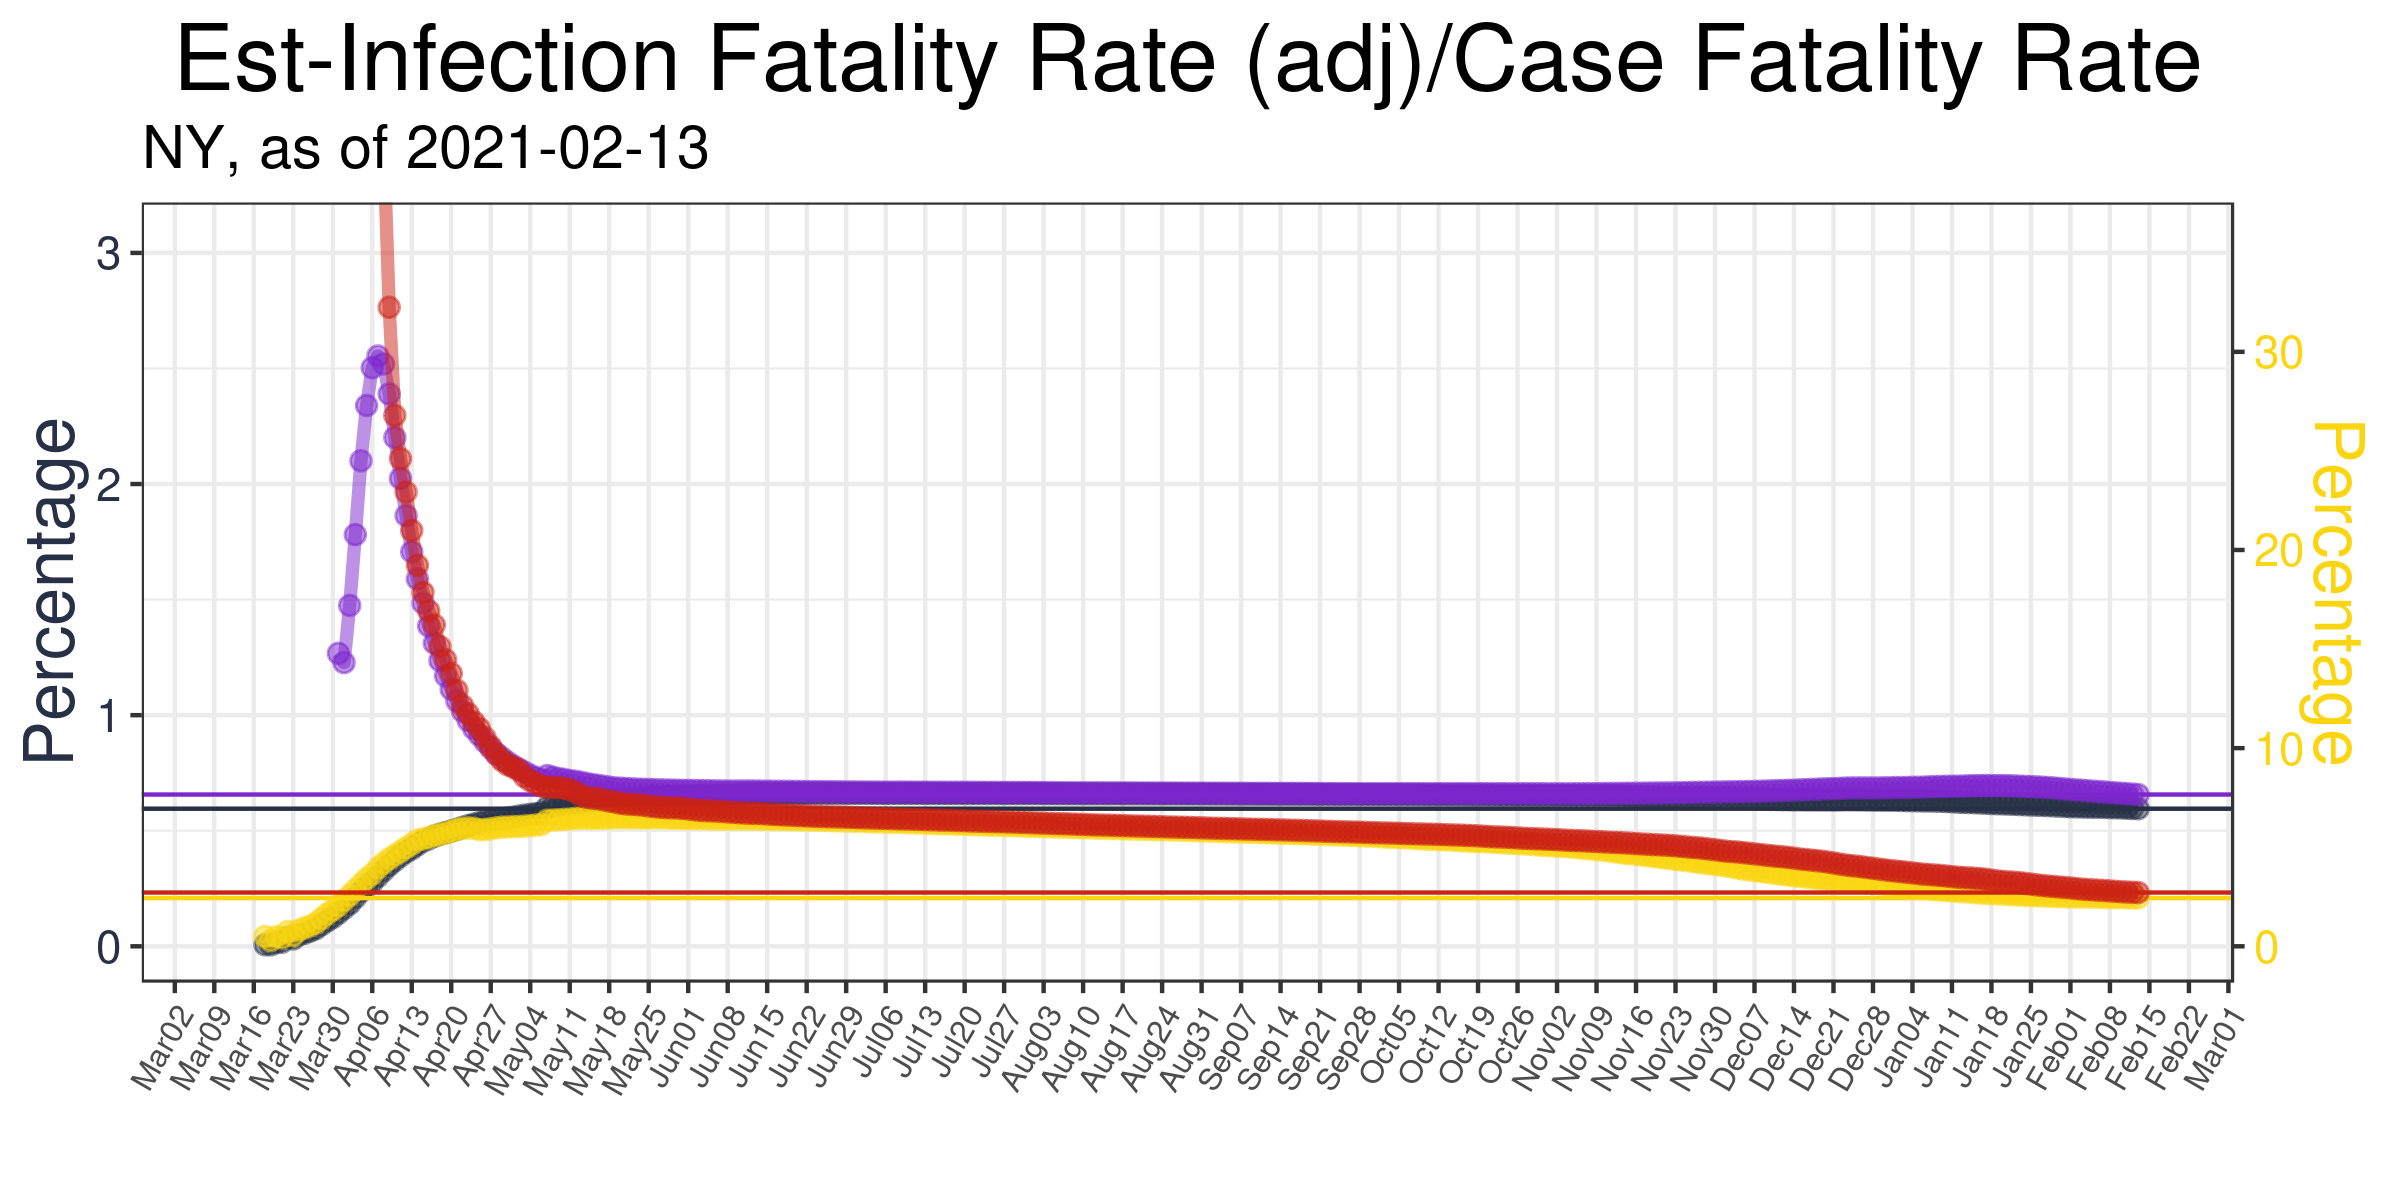 Est-Infection Fatality Rate (adj)/Case Fatality Rate
NY, as of 2021-02-13
Percentage
3
2
1
0
30
20
10
0
Percentage
Mar02
Mar09
Mar16
Mar23
Mar30
Apr06
Apr13
Apr20
Apr27
May04
May11
May18
May25
Jun01
Jun08
Jun15
Jun22
Jun29
Jul06
Jul13
Jul20
Jul27
Aug03
Aug10
Aug17
Aug24
Aug31
Sep07
Sep14
Sep21
Sep28
Oct05
Oct12
Oct19
Oct26
Nov02
Nov09
Nov16
Nov23
Nov30
Dec07
Dec14
Dec21
Dec28
Jan04
Jan11
Jan18
Jan25
Feb01
Feb08
Feb15
Feb22
Mar01